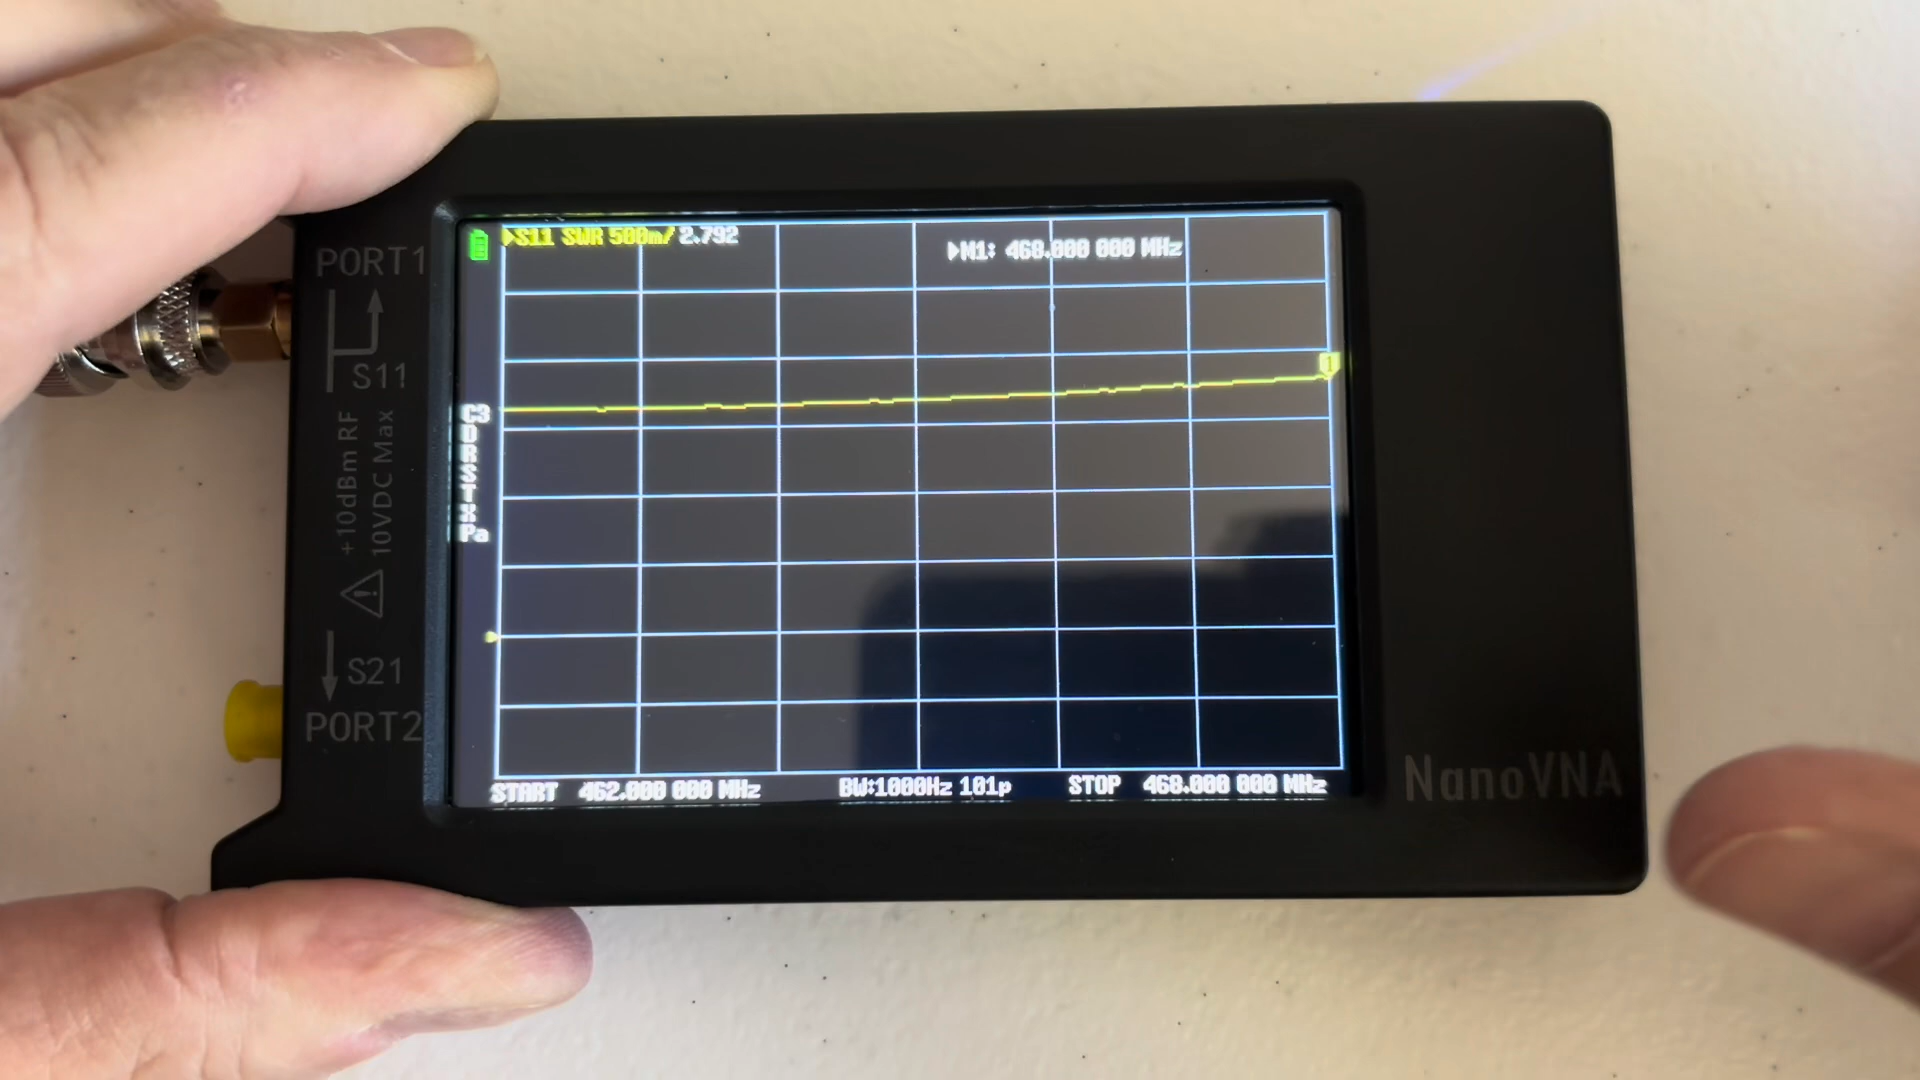 S11 SWR 500m/ 2.792
M1: 468.000 000 MHz
PORT1
S11
+10dBm RF
10VDC Max
S21
PORT2
C3
D
R
S
T
X
Pa
1
START 462.000 000 MHz
BW:1000Hz 101p
STOP 468.000 000 MHz
NanoVNA